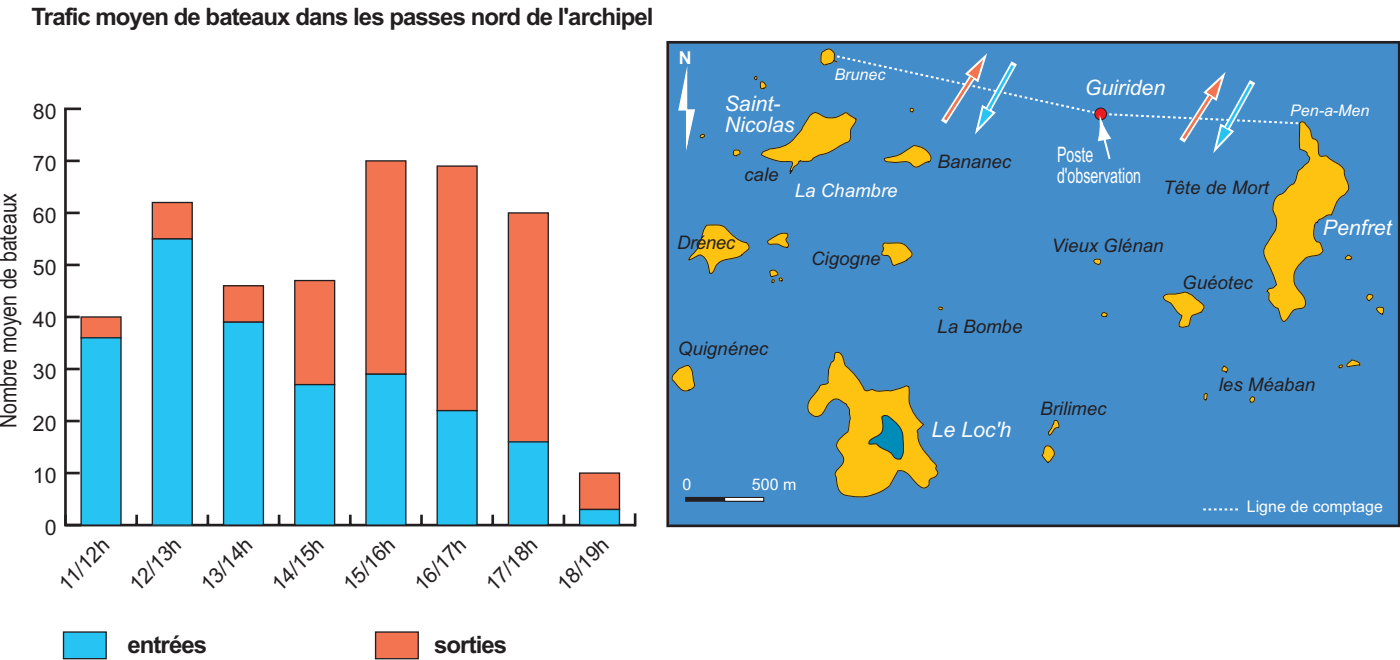 Trafic moyen de bateaux dans les passes nord de l'archipel
Nombre moyen de bateaux
80
70
60
50
40
30
20
10
0
11/12h
12/13h
13/14h
14/15h
15/16h
16/17h
17/18h
18/19h
entrées
sorties
N
Brunec
Saint-
Nicolas
cale
La Chambre
Bananec
Guiriden
Poste
d'observation
Pen-a-Men
Tête de Mort
Penfret
Drénec
Cigogne
Vieux Glénan
Guéotec
La Bombe
Quignénec
les Méaban
Brilimec
Le Loc'h
0
500 m
Ligne de comptage